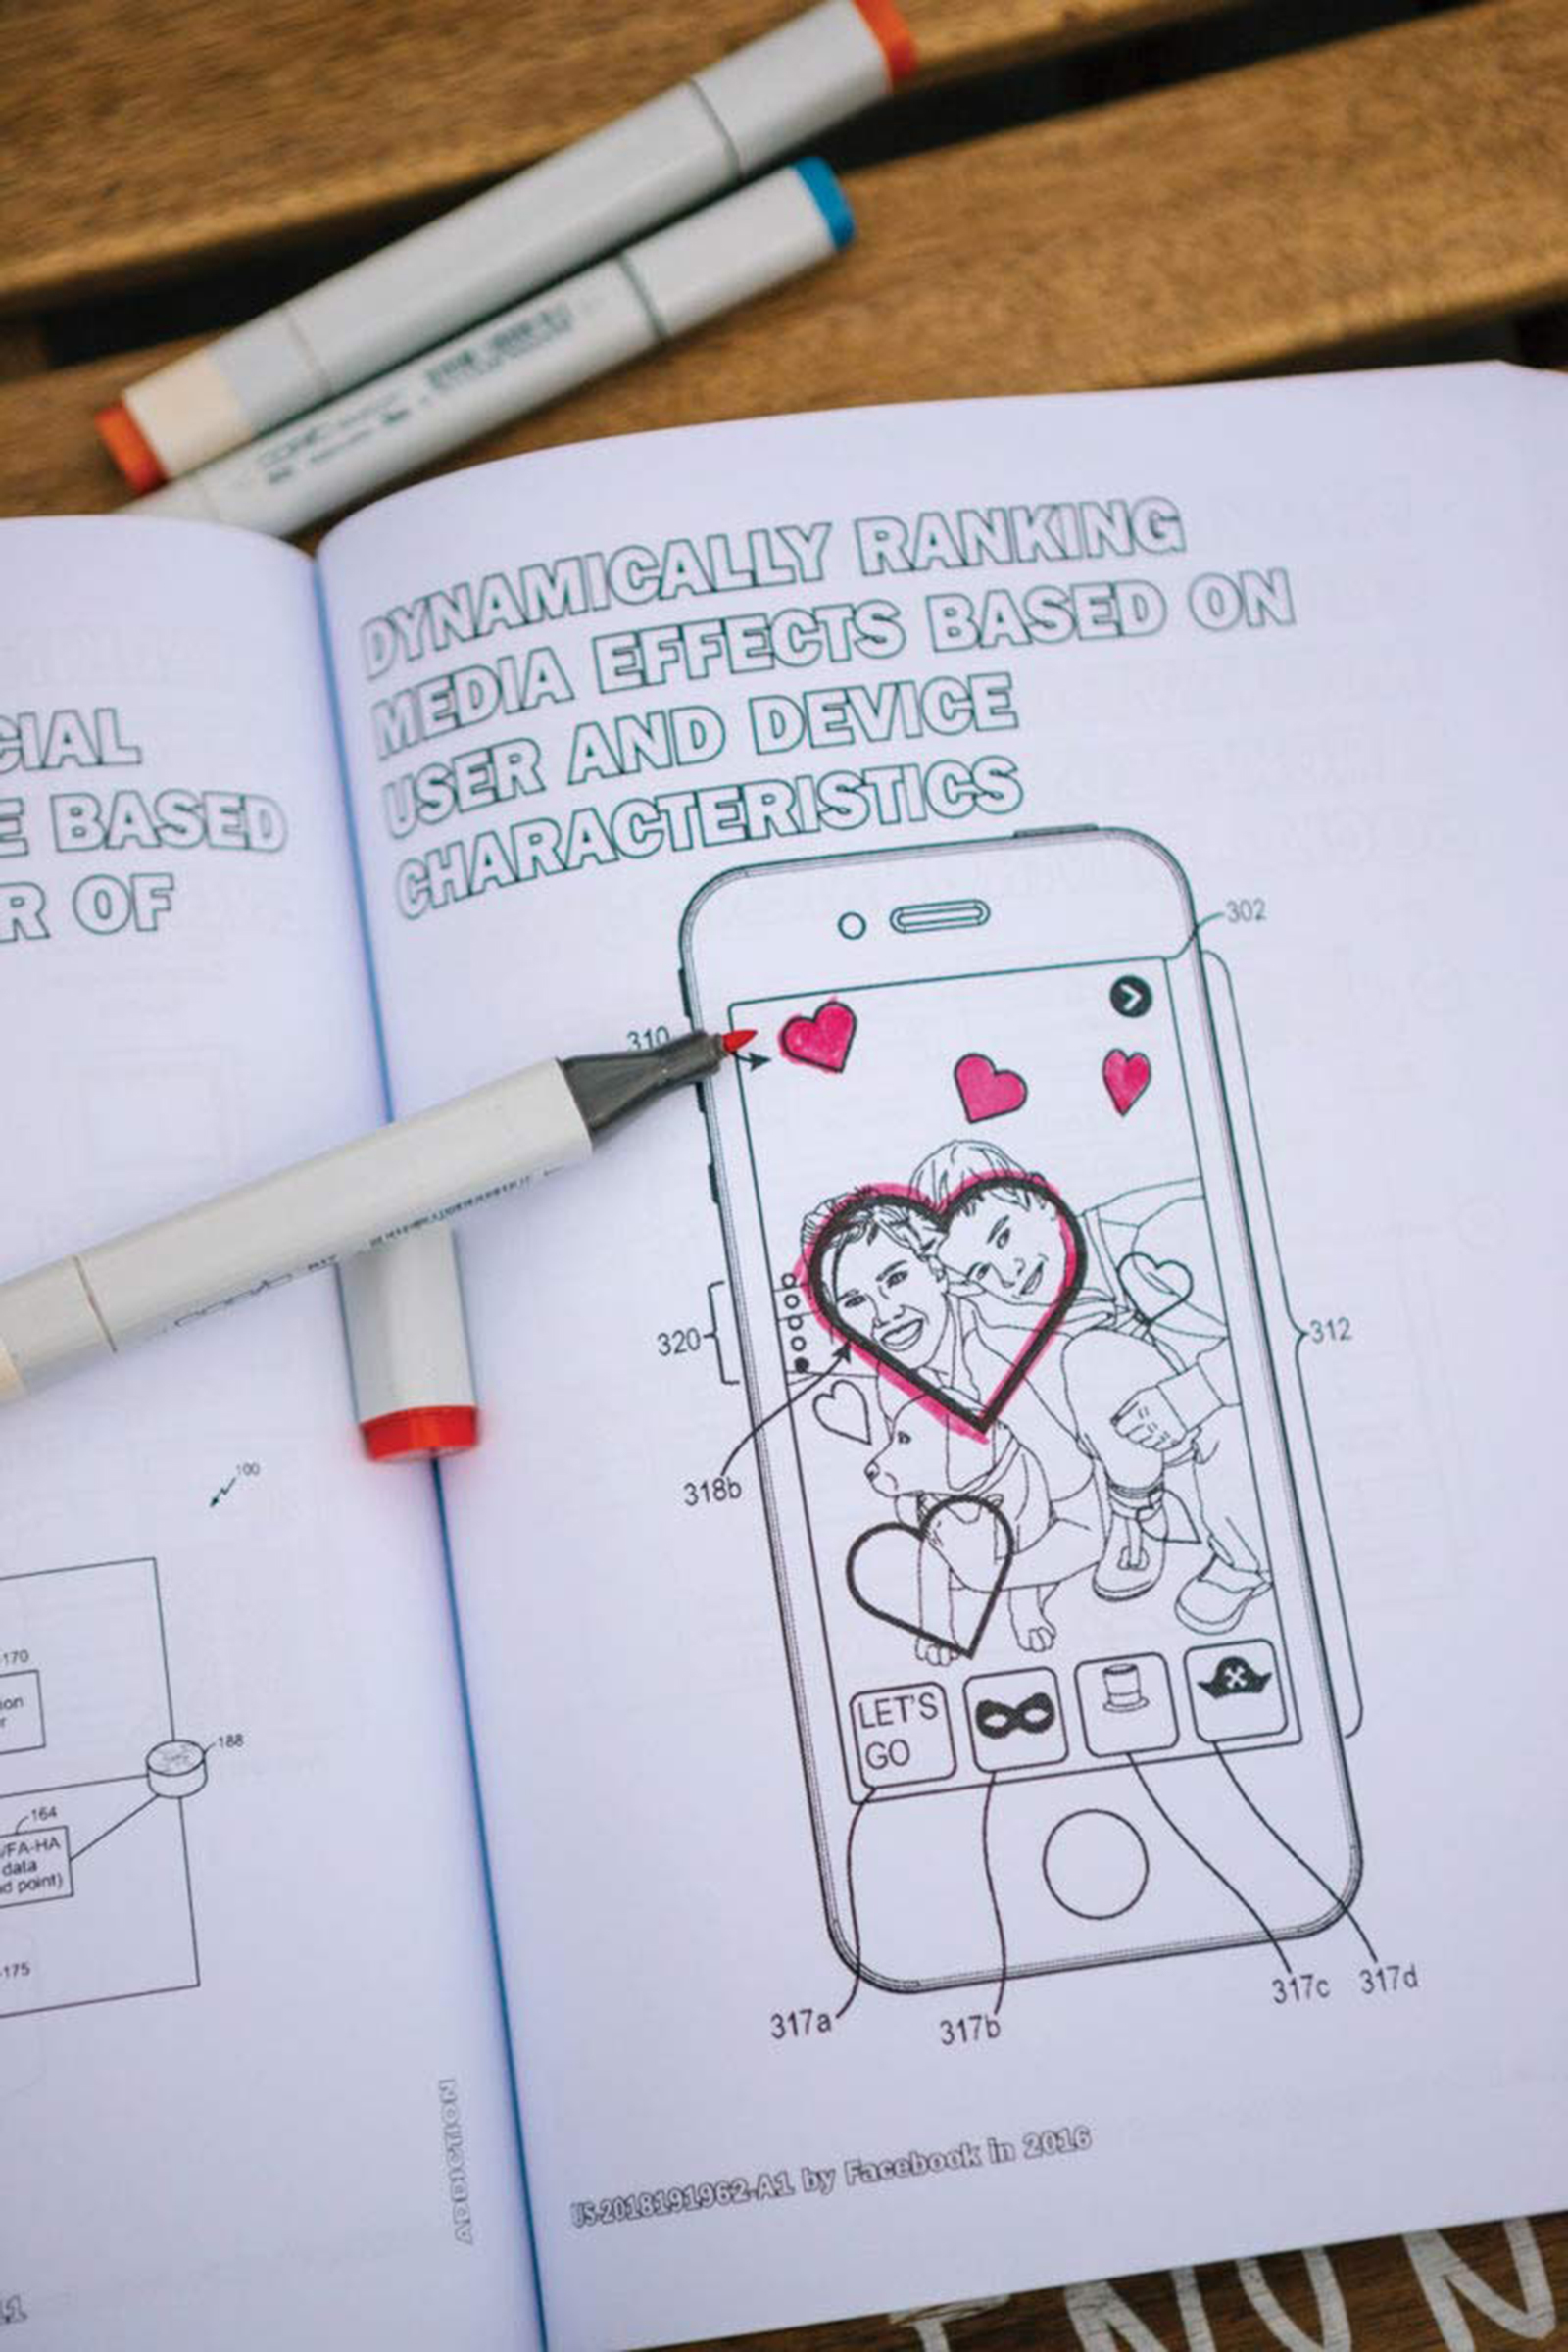 CIAL
E BASED
R OF
100
170
ion
r
188
164
/FA-HA
data
d point)
175
DYNAMICALLY RANKING
MEDIA EFFECTS BASED ON
USER AND DEVICE
CHARACTERISTICS
302
310
312
320
318b
LET'S
GO
317a
317b
317c
317d
ADDICTION
US-2018191962-A1 by Facebook in 2016